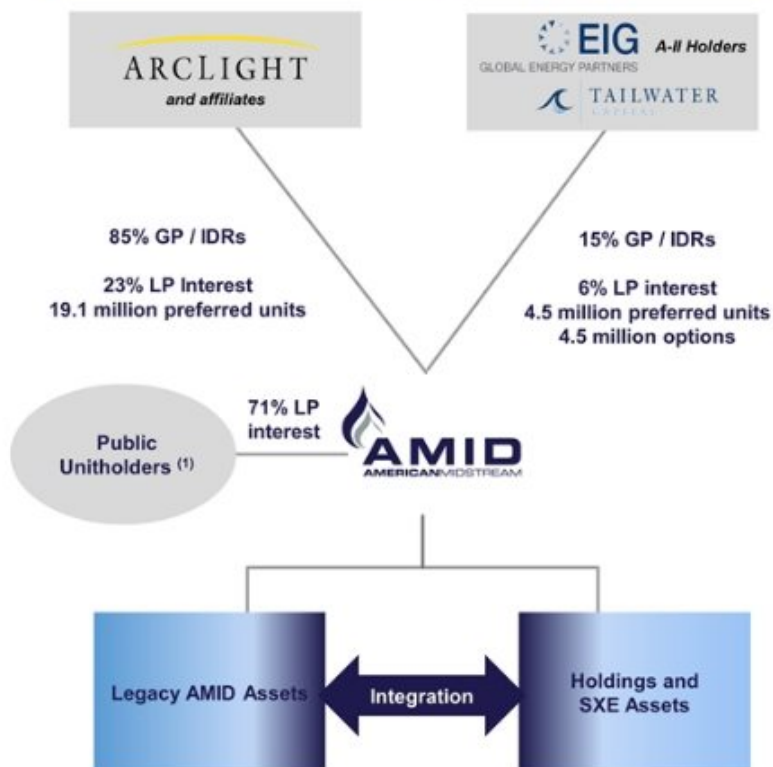 ARCLIGHT
and affiliates
EIG
A-II Holders
GLOBAL ENERGY PARTNERS
TAILWATER
CAPITAL
85% GP / IDRs
23% LP Interest
19.1 million preferred units
15% GP / IDRs
6% LP interest
4.5 million preferred units
4.5 million options
71% LP
interest
Public
Unitholders (1)
AMID
AMERICANMIDSTREAM
Legacy AMID Assets
Integration
Holdings and
SXE Assets